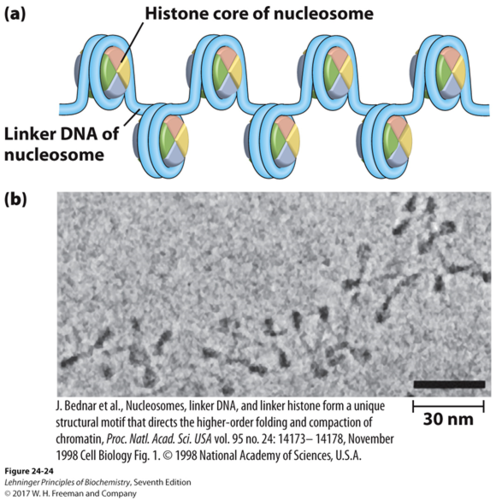 (a)
Histone core of nucleosome
Linker DNA of
nucleosome
(b)
J. Bednar et al., Nucleosomes, linker DNA, and linker histone form a unique
structural motif that directs the higher-order folding and compaction of
chromatin, Proc. Natl. Acad. Sci. USA vol. 95 no. 24: 14173– 14178, November
1998 Cell Biology Fig. 1. © 1998 National Academy of Sciences, U.S.A.
30 nm
Figure 24-24
Lehninger Principles of Biochemistry, Seventh Edition
© 2017 W. H. Freeman and Company